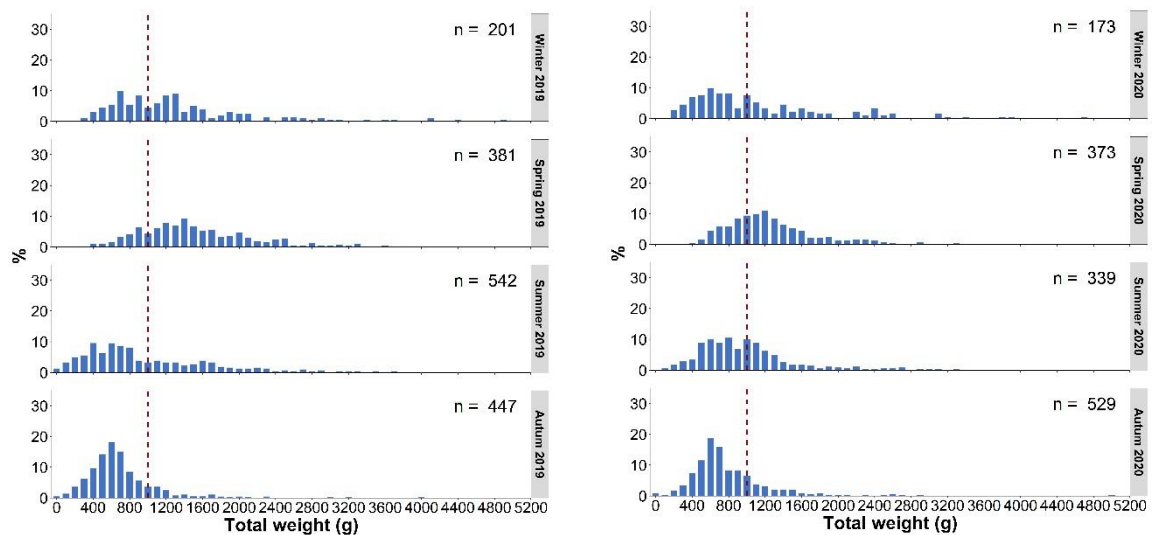 30
20
10
0
n = 201
Winter 2019
30
20
10
0
n = 381
Spring 2019
%
30
20
10
0
n = 542
Summer 2019
30
20
10
0
n = 447
Autum 2019
0 400 800 1200 1600 2000 2400 2800 3200 3600 4000 4400 4800 5200
Total weight (g)
30
20
10
0
n = 173
Winter 2020
30
20
10
0
n = 373
Spring 2020
%
30
20
10
0
n = 339
Summer 2020
30
20
10
0
n = 529
Autum 2020
0 400 800 1200 1600 2000 2400 2800 3200 3600 4000 4400 4800 5200
Total weight (g)